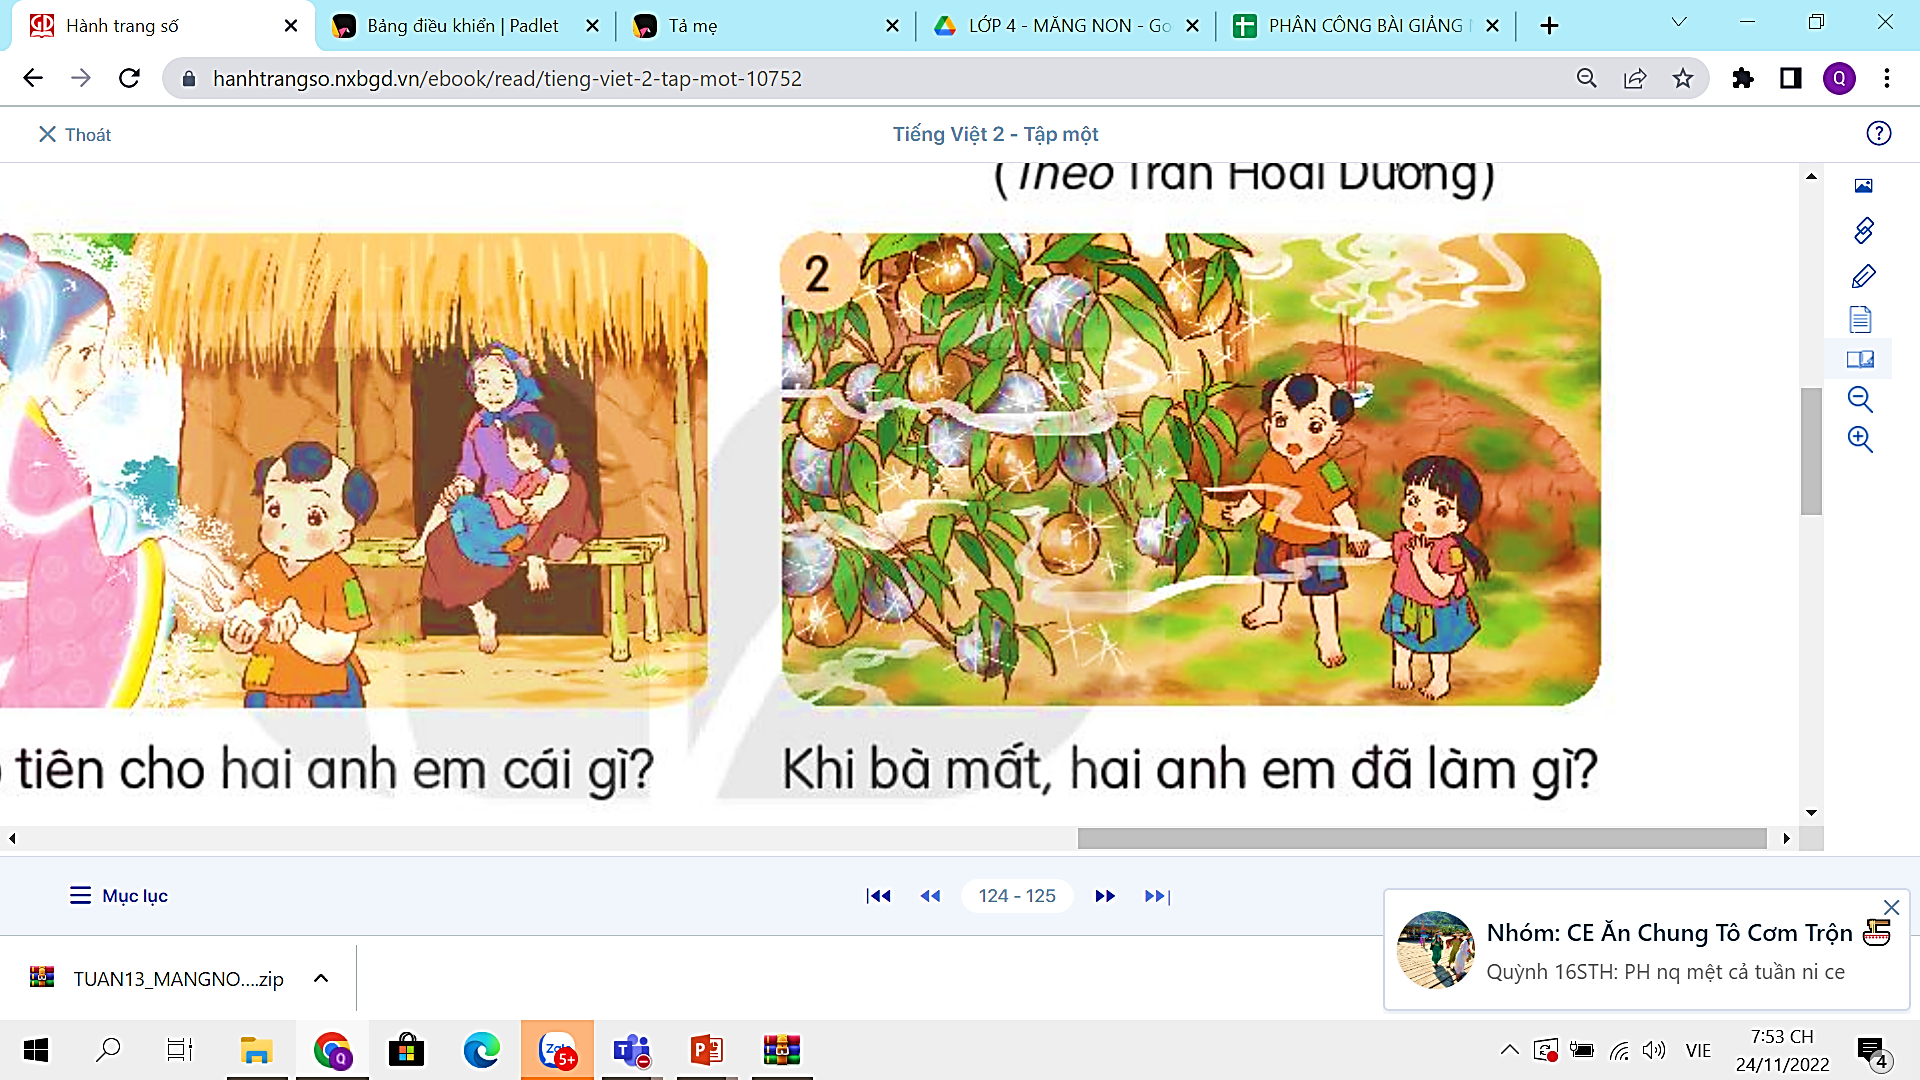 Hành trang số
Bảng điều khiển | Padlet
Tả mẹ
LỚP 4 - MĂNG NON - Go
PHÂN CÔNG BÀI GIẢNG
hanhtrangso.nxbgd.vn/ebook/read/tieng-viet-2-tap-mot-10752
Q
Thoát
Tiếng Việt 2 - Tập một
(Theo Trần Hoài Dương)
2
tiên cho hai anh em cái gì?
Khi bà mất, hai anh em đã làm gì?
Mục lục
124 - 125
Nhóm: CE Ăn Chung Tô Cơm Trộn
Quỳnh 16STH: PH nq mệt cả tuần ni ce
TUAN13_MANGNO....zip
5+
VIE
7:53 CH
24/11/2022
4